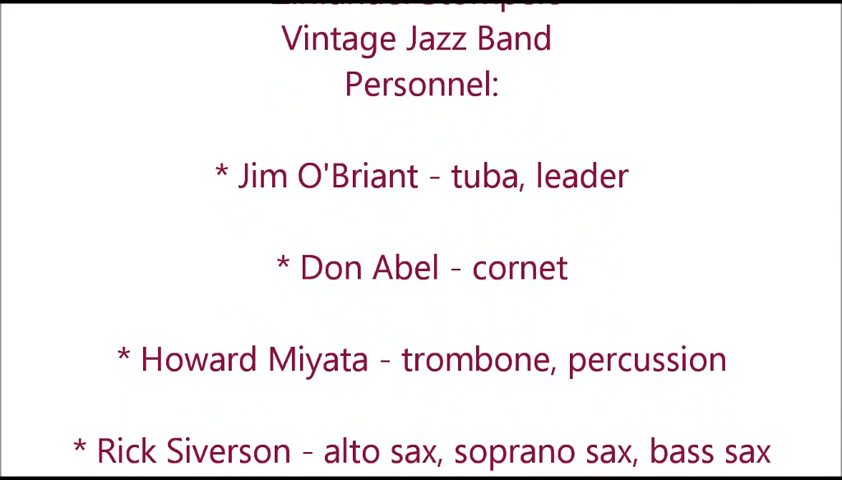 Vintage Jazz Band
Personnel:
* Jim O'Briant - tuba, leader
* Don Abel - cornet
* Howard Miyata - trombone, percussion
* Rick Siverson - alto sax, soprano sax, bass sax